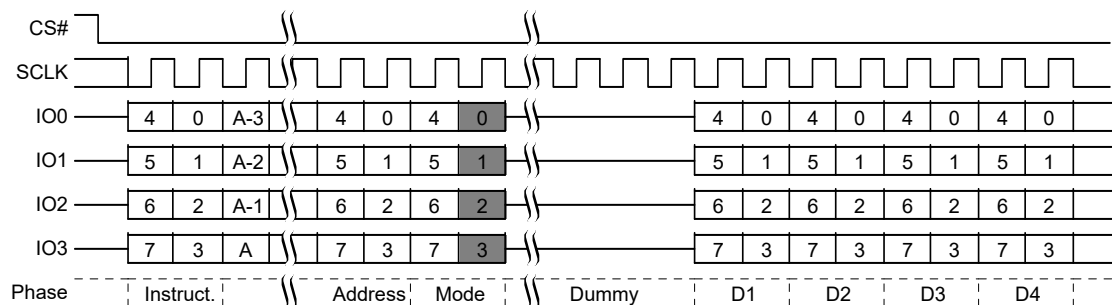 CS#
SCLK
IO0 4 0 A-3 4 0 4 0 4 0 4 0 4 0 4 0
IO1 5 1 A-2 5 1 5 1 5 1 5 1 5 1 5 1
IO2 6 2 A-1 6 2 6 2 6 2 6 2 6 2 6 2
IO3 7 3 A 7 3 7 3 7 3 7 3 7 3 7 3
Phase Instruct. Address Mode Dummy D1 D2 D3 D4